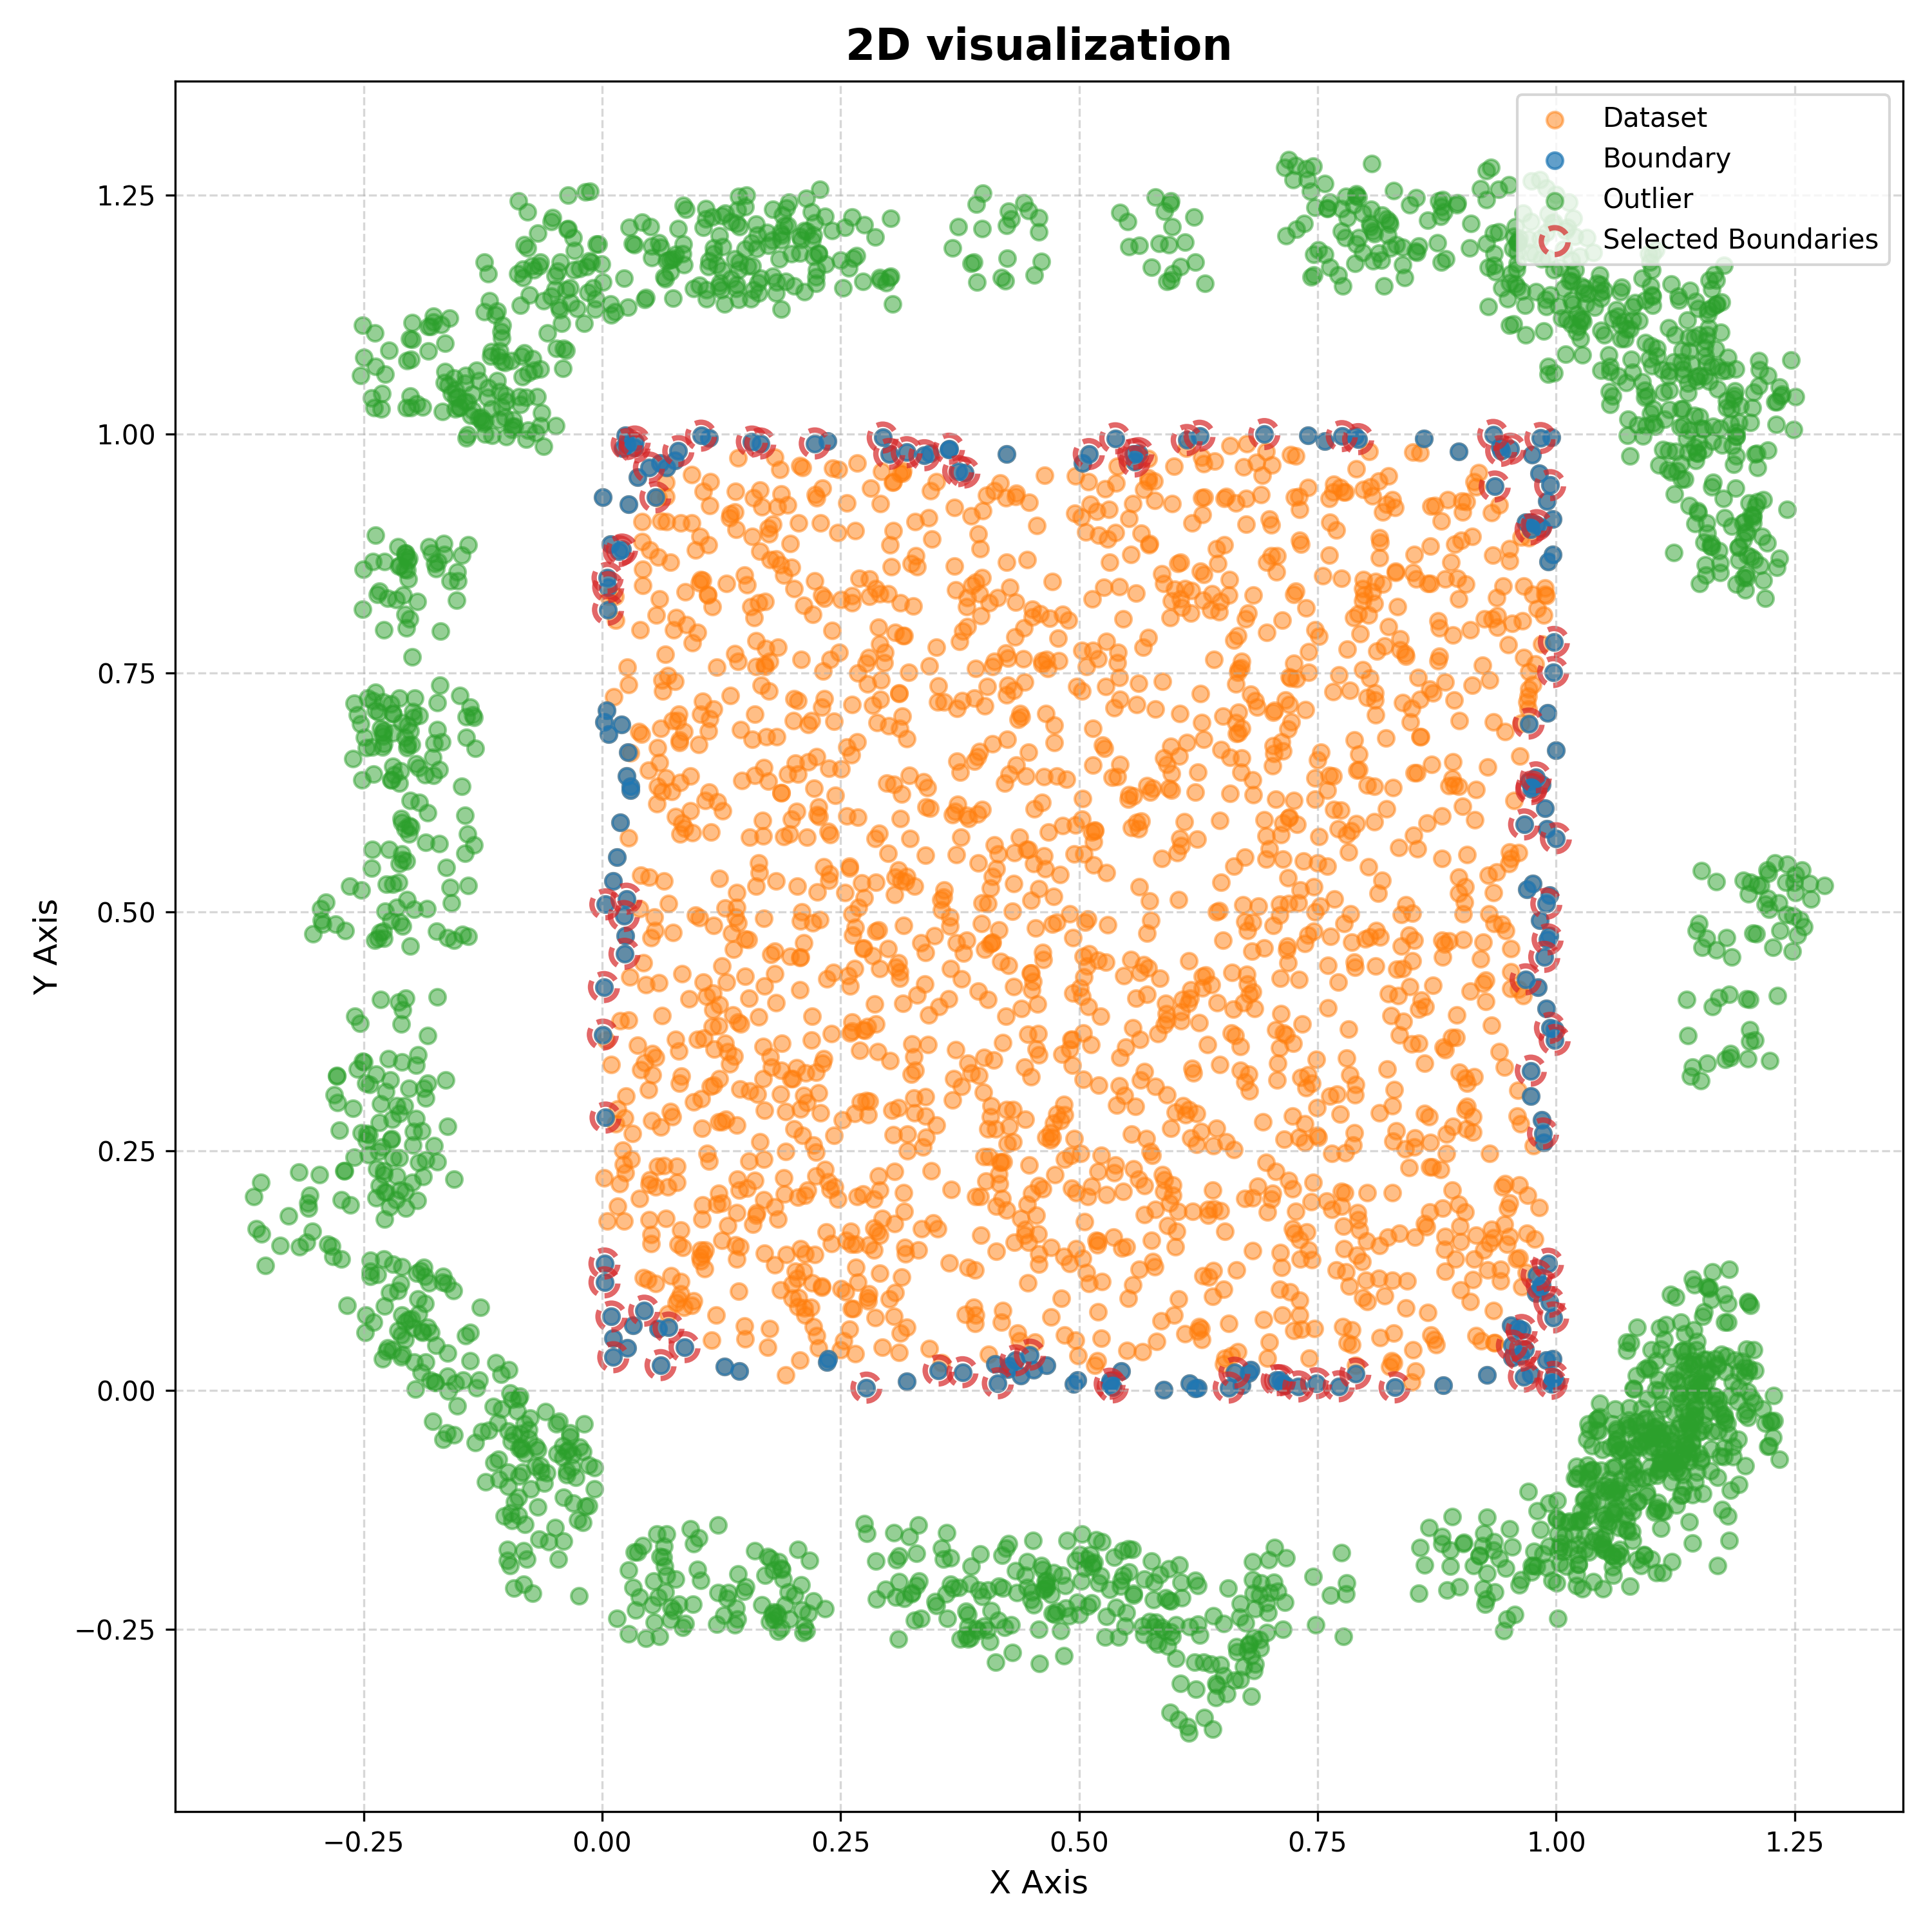 2D visualization
Dataset
Boundary
Outlier
Selected Boundaries
1.25
1.00
0.75
0.50
0.25
0.00
−0.25
Y Axis
−0.25 0.00 0.25 0.50 0.75 1.00 1.25
X Axis